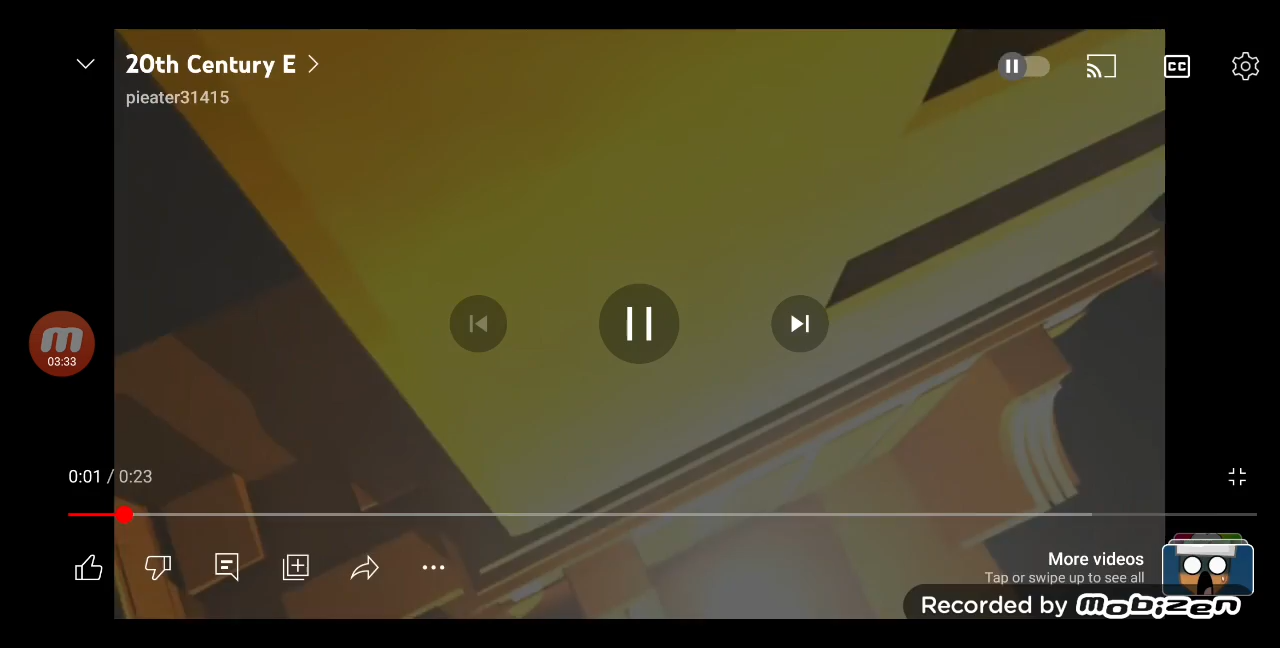 20th Century E
pieater31415
CC
m
03:33
0:01 / 0:23
More videos
Tap or swipe up to see all
Recorded by mobizen